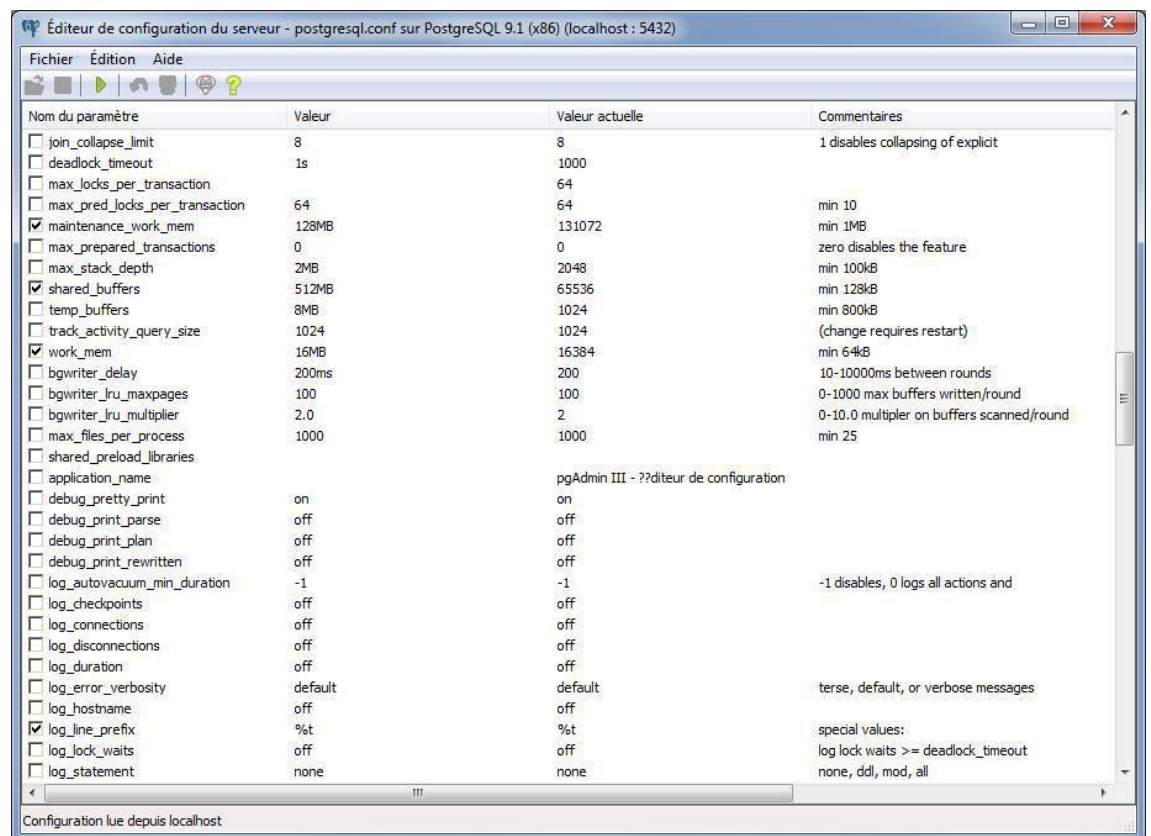 Éditeur de configuration du serveur - postgresql.conf sur PostgreSQL 9.1 (x86) (localhost : 5432)
Fichier Édition Aide
Nom du paramètre Valeur Valeur actuelle Commentaires
join_collapse_limit 8 8 1 disables collapsing of explicit
deadlock_timeout 1s 1000
max_locks_per_transaction 64
max_pred_locks_per_transaction 64 64 min 10
maintenance_work_mem 128MB 131072 min 1MB
max_prepared_transactions 0 0 zero disables the feature
max_stack_depth 2MB 2048 min 100kB
shared_buffers 512MB 65536 min 128kB
temp_buffers 8MB 1024 min 800kB
track_activity_query_size 1024 1024 (change requires restart)
work_mem 16MB 16384 min 64kB
bgwriter_delay 200ms 200 10-10000ms between rounds
bgwriter_lru_maxpages 100 100 0-1000 max buffers written/round
bgwriter_lru_multiplier 2.0 2 0-10.0 multipler on buffers scanned/round
max_files_per_process 1000 1000 min 25
shared_preload_libraries
application_name pgAdmin III - ??diteur de configuration
debug_pretty_print on on
debug_print_parse off off
debug_print_plan off off
debug_print_rewritten off off
log_autovacuum_min_duration -1 -1 -1 disables, 0 logs all actions and
log_checkpoints off off
log_connections off off
log_disconnections off off
log_duration off off
log_error_verbosity default default terse, default, or verbose messages
log_hostname off off
log_line_prefix %t %t special values:
log_lock_waits off off log lock waits >= deadlock_timeout
log_statement none none none, ddl, mod, all
Configuration lue depuis localhost